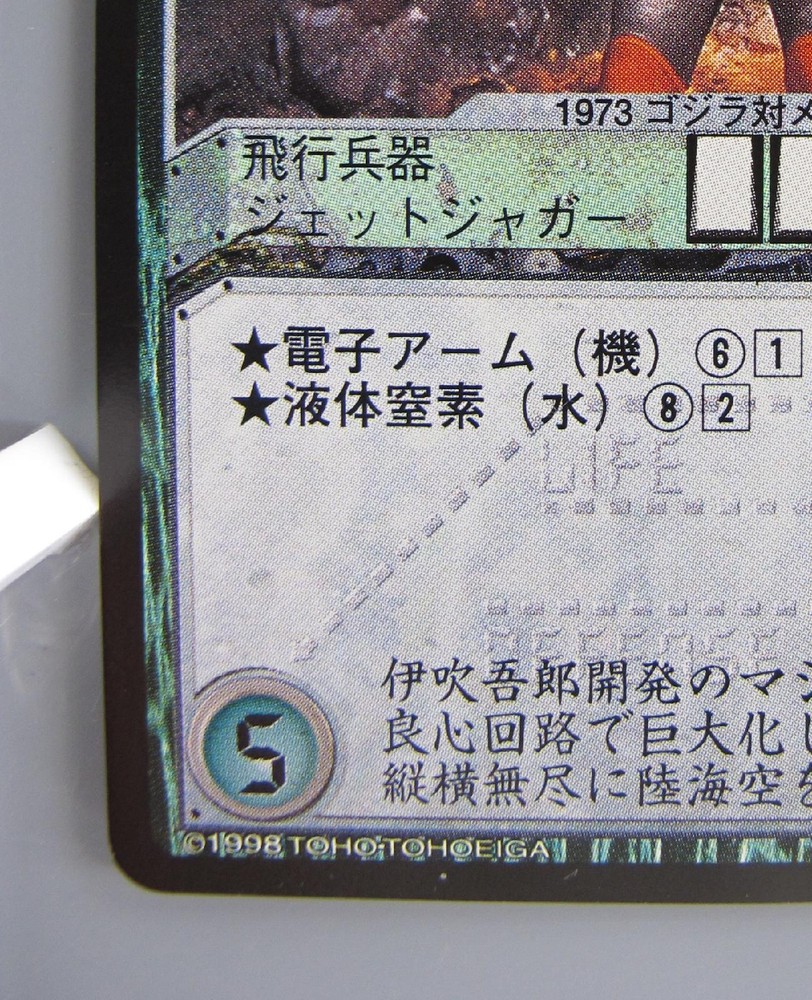 1973 ゴジラ対メ
飛行兵器
ジェットジャガー
★電子アーム（機）⑥1
★液体窒素（水）⑧2
LIFE
DEFENSE
伊吹吾郎開発のマシ
良心回路で巨大化し
縦横無尽に陸海空を
5
©1998 TOHO・TOHOEIGA